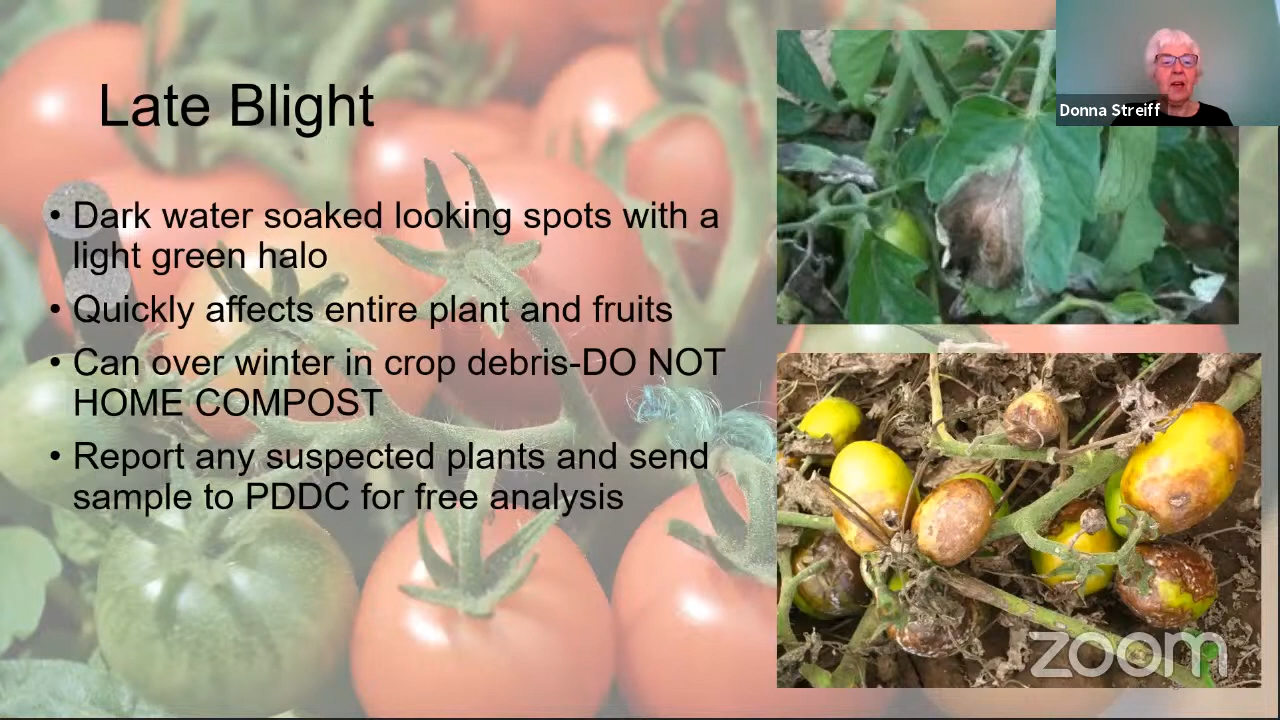 Late Blight
• Dark water soaked looking spots with a
light green halo
• Quickly affects entire plant and fruits
• Can over winter in crop debris-DO NOT
HOME COMPOST
• Report any suspected plants and send
sample to PDDC for free analysis
Donna Streiff
zoom